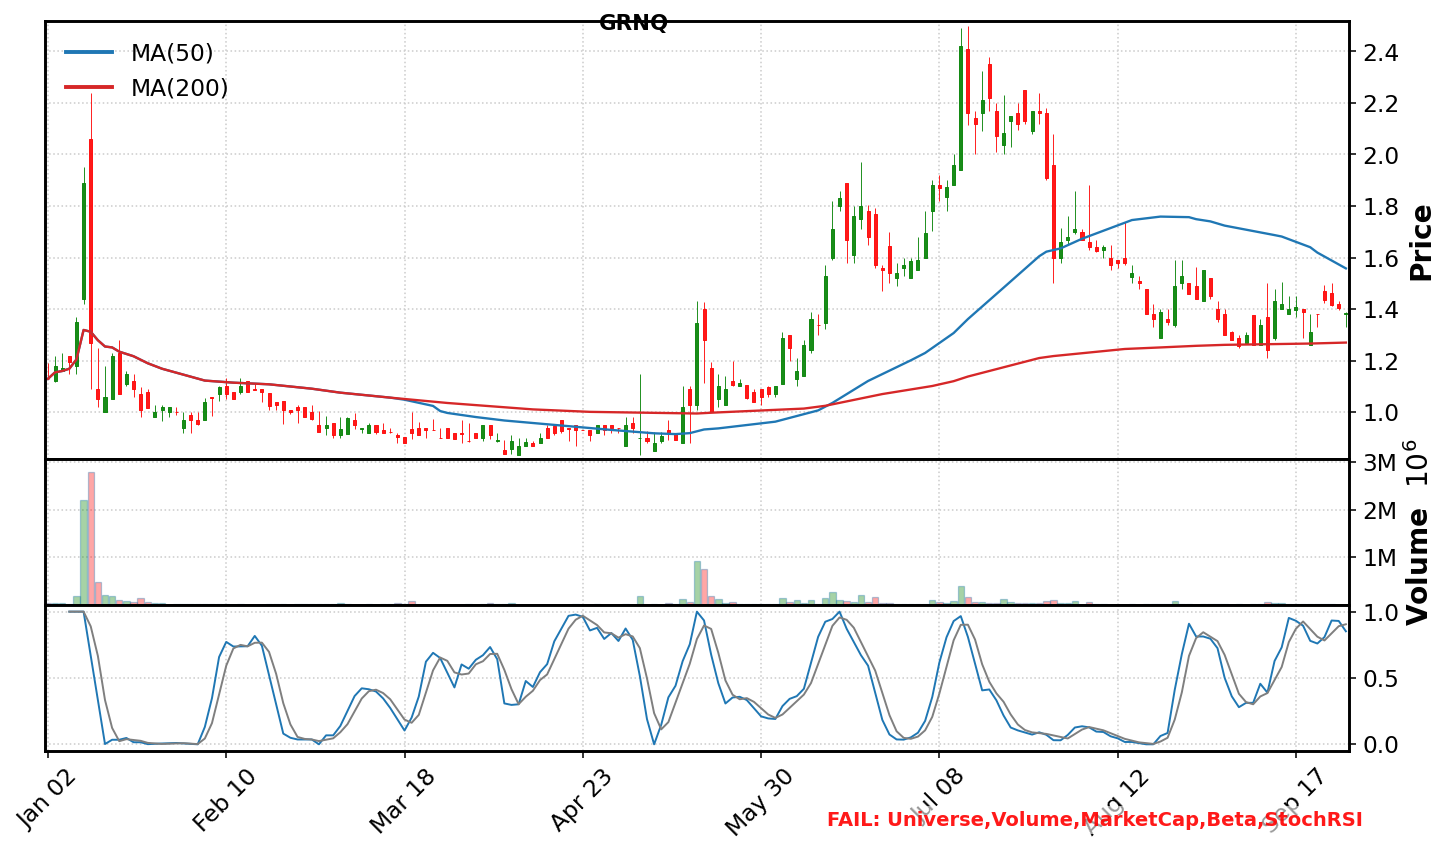 GRNQ
MA(50)
MA(200)
2.4
2.2
2.0
1.8
1.6
1.4
1.2
1.0
Price
3M
2M
1M
Volume 10^6
1.0
0.5
0.0
Jan 02
Feb 10
Mar 18
Apr 23
May 30
Jul 08
Aug 12
Sep 17
FAIL: Universe,Volume,MarketCap,Beta,StochRSI